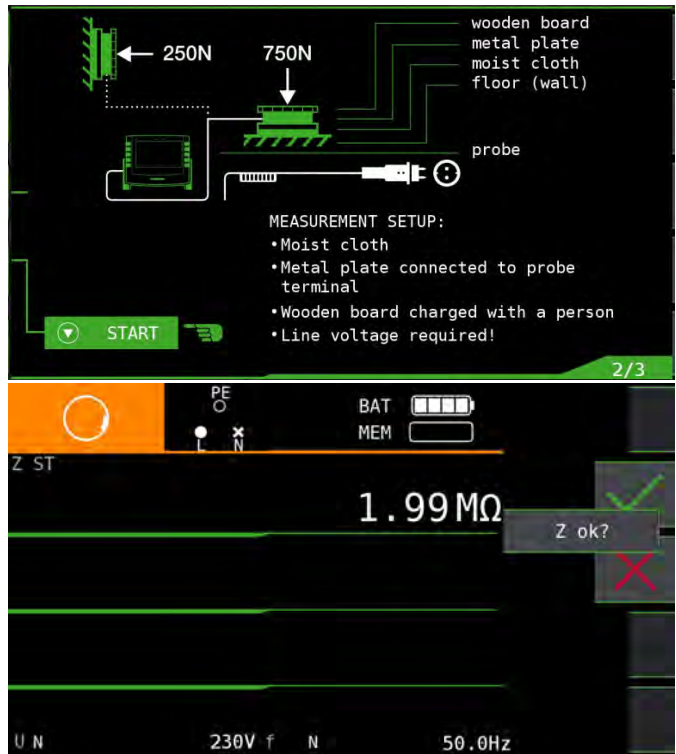 wooden board
metal plate
250N 750N
moist cloth
floor (wall)
probe
MEASUREMENT SETUP:
•Moist cloth
•Metal plate connected to probe
terminal
•Wooden board charged with a person
START
•Line voltage required!
2/3
PE
BAT
MEM
L N
Z ST
1.99 MΩ
Z ok?
U N 230V f N 50.0Hz